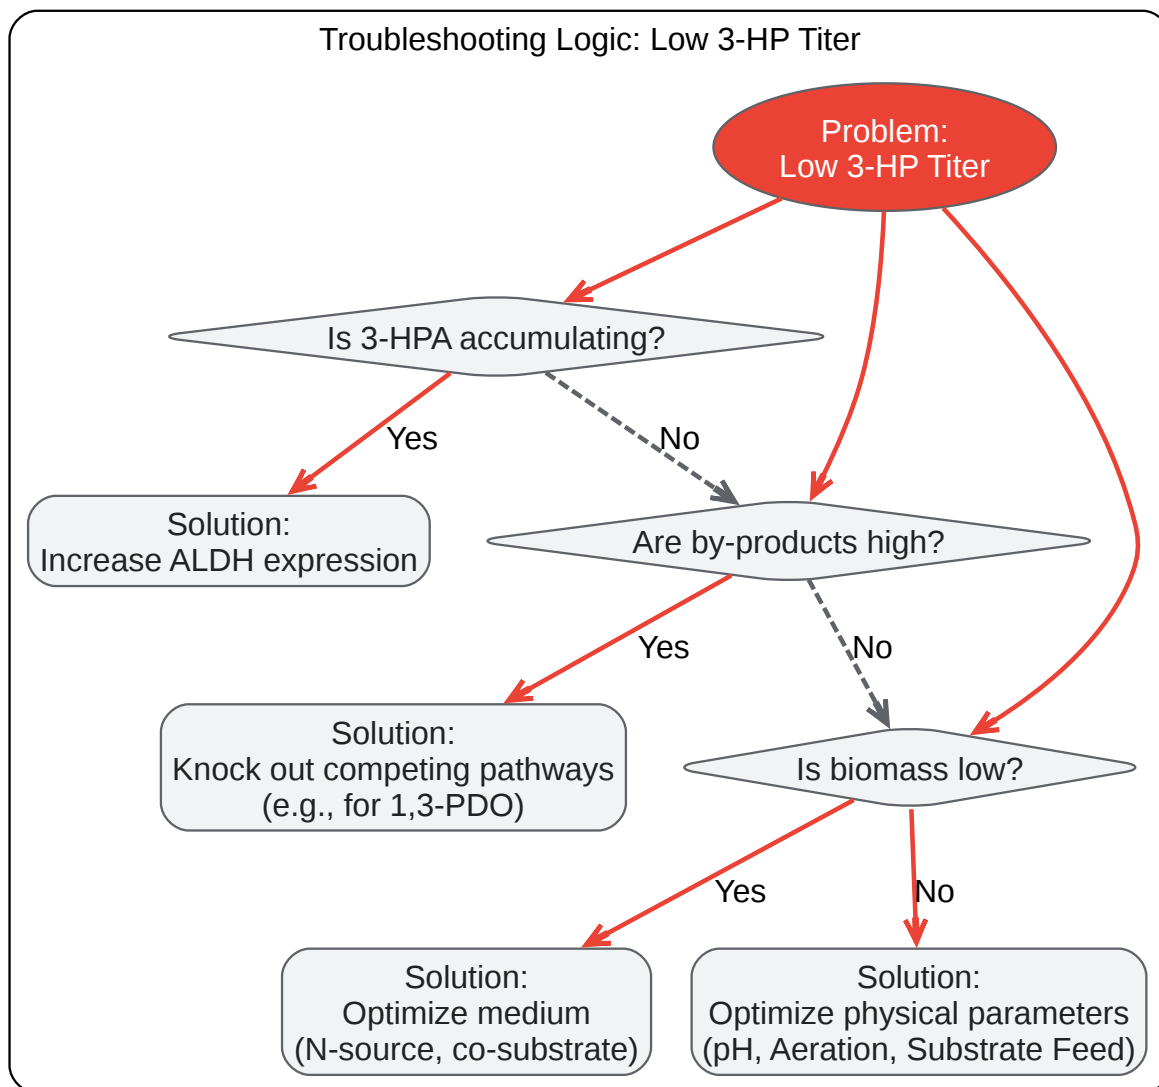 Troubleshooting Logic: Low 3-HP Titer
Problem:
Low 3-HP Titer
Is 3-HPA accumulating?
Yes
No
Solution:
Increase ALDH expression
Are by-products high?
Yes
No
Solution:
Knock out competing pathways
(e.g., for 1,3-PDO)
Is biomass low?
Yes
No
Solution:
Optimize medium
(N-source, co-substrate)
Solution:
Optimize physical parameters
(pH, Aeration, Substrate Feed)